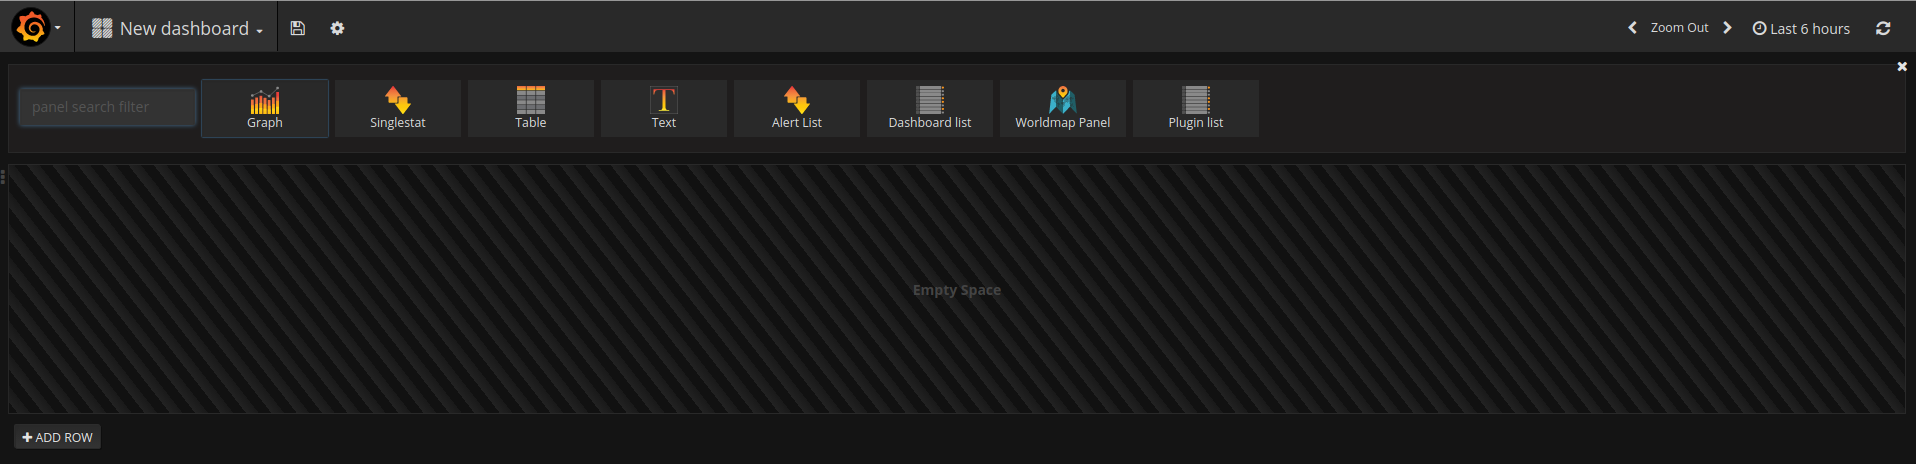 New dashboard
Zoom Out
Last 6 hours
panel search filter
Graph
Singlestat
Table
Text
Alert List
Dashboard list
Worldmap Panel
Plugin list
Empty Space
ADD ROW